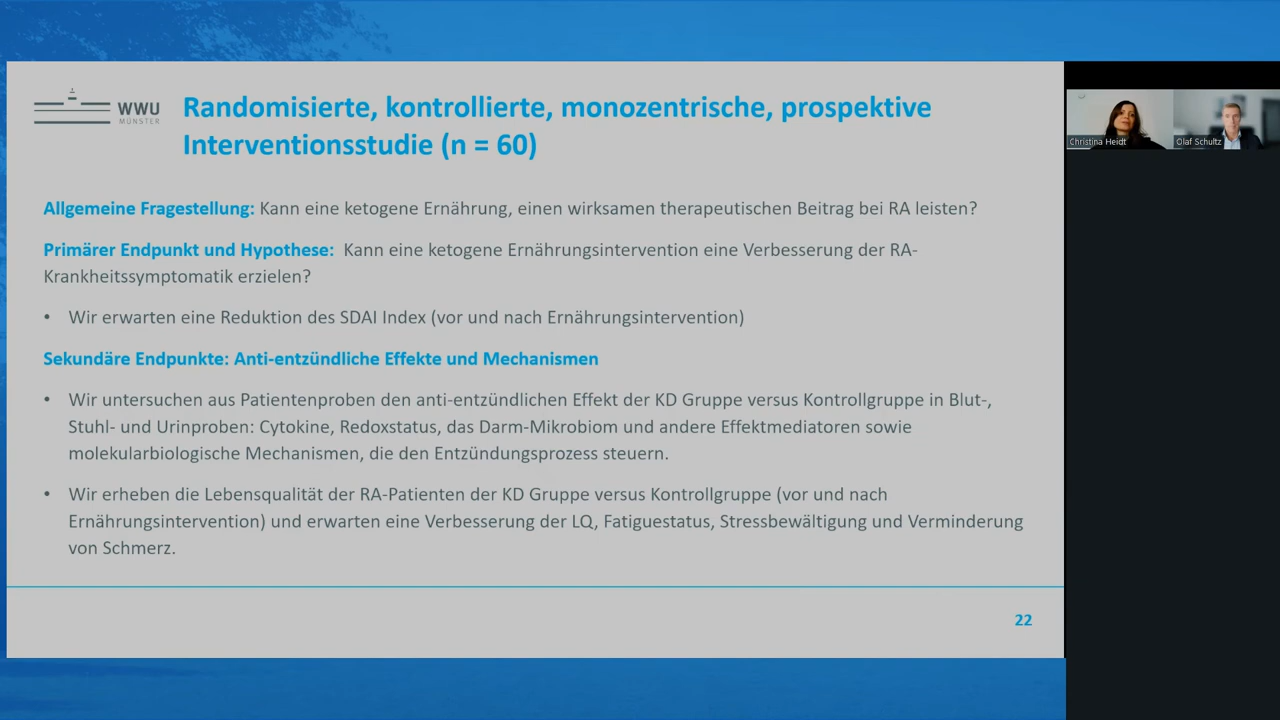 WWU
MÜNSTER
Randomisierte, kontrollierte, monozentrische, prospektive
Interventionsstudie (n = 60)
Allgemeine Fragestellung: Kann eine ketogene Ernährung, einen wirksamen therapeutischen Beitrag bei RA leisten?
Primärer Endpunkt und Hypothese: Kann eine ketogene Ernährungsintervention eine Verbesserung der RA-
Krankheitssymptomatik erzielen?
• Wir erwarten eine Reduktion des SDAI Index (vor und nach Ernährungsintervention)
Sekundäre Endpunkte: Anti-entzündliche Effekte und Mechanismen
• Wir untersuchen aus Patientenproben den anti-entzündlichen Effekt der KD Gruppe versus Kontrollgruppe in Blut-,
Stuhl- und Urinproben: Cytokine, Redoxstatus, das Darm-Mikrobiom und andere Effektmediatoren sowie
molekularbiologische Mechanismen, die den Entzündungsprozess steuern.
• Wir erheben die Lebensqualität der RA-Patienten der KD Gruppe versus Kontrollgruppe (vor und nach
Ernährungsintervention) und erwarten eine Verbesserung der LQ, Fatiguestatus, Stressbewältigung und Verminderung
von Schmerz.
22
Christina Heidt
Olaf Schultz